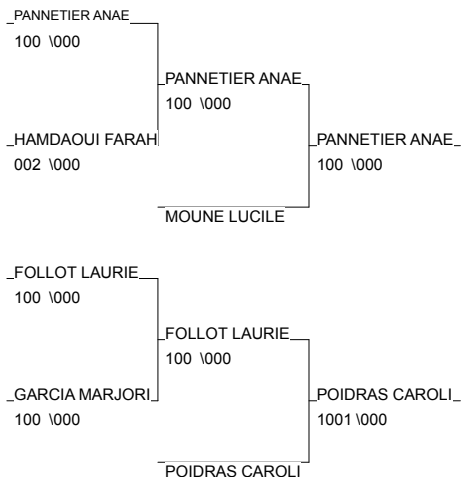 PANNETIER ANAE
100 \000
PANNETIER ANAE
100 \000
HAMDAOUI FARAH
002 \000
PANNETIER ANAE
100 \000
MOUNE LUCILE
FOLLOT LAURIE
100 \000
FOLLOT LAURIE
100 \000
GARCIA MARJORI
100 \000
POIDRAS CAROLI
1001 \000
POIDRAS CAROLI